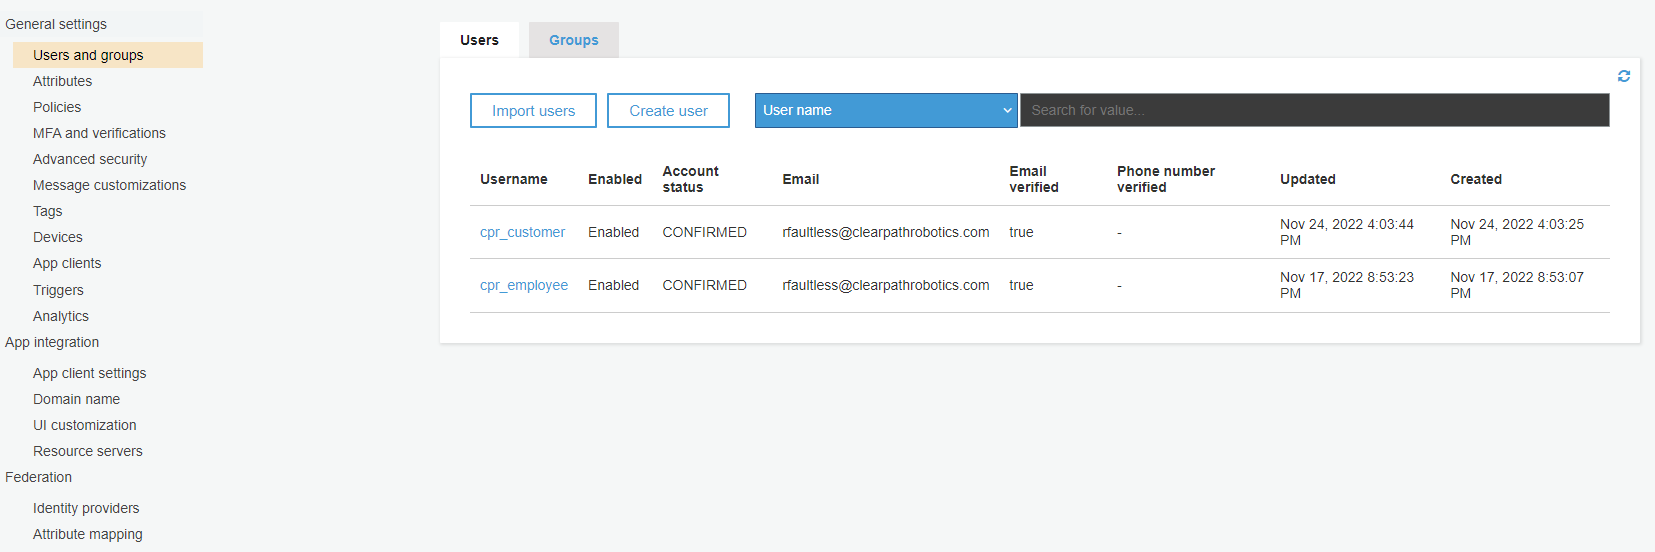 General settings
Users and groups
Attributes
Policies
MFA and verifications
Advanced security
Message customizations
Tags
Devices
App clients
Triggers
Analytics
App integration
App client settings
Domain name
UI customization
Resource servers
Federation
Identity providers
Attribute mapping
Users Groups
Import users Create user User name Search for value...
Username Enabled Account status Email Email verified Phone number verified Updated Created
cpr_customer Enabled CONFIRMED rfaultless@clearpathrobotics.com true - Nov 24, 2022 4:03:44 PM Nov 24, 2022 4:03:25 PM
cpr_employee Enabled CONFIRMED rfaultless@clearpathrobotics.com true - Nov 17, 2022 8:53:23 PM Nov 17, 2022 8:53:07 PM